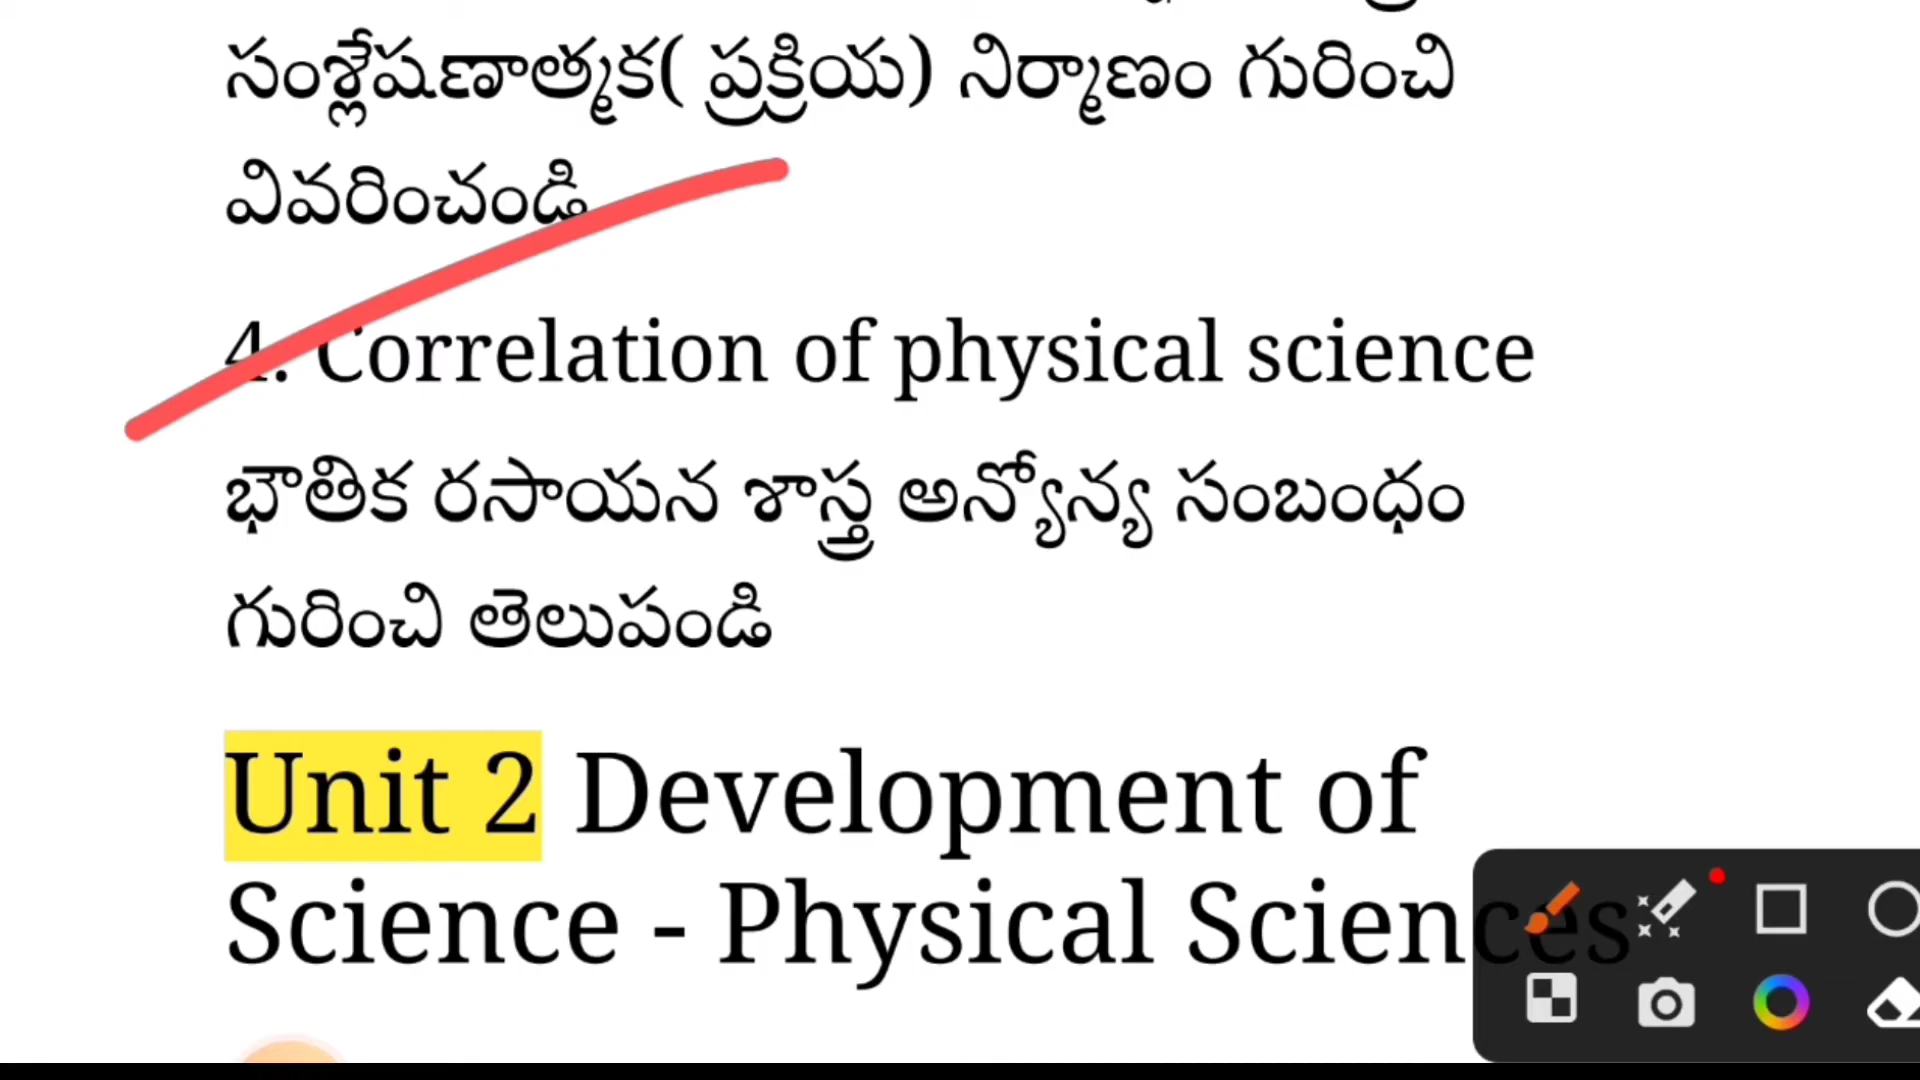 సంశ్లేషణాత్మక( ప్రక్రియ) నిర్మాణం గురించి
వివరించండి
4. Correlation of physical science
భౌతిక రసాయన శాస్త్ర అన్యోన్య సంబంధం
గురించి తెలుపండి
Unit 2 Development of
Science - Physical Sciences